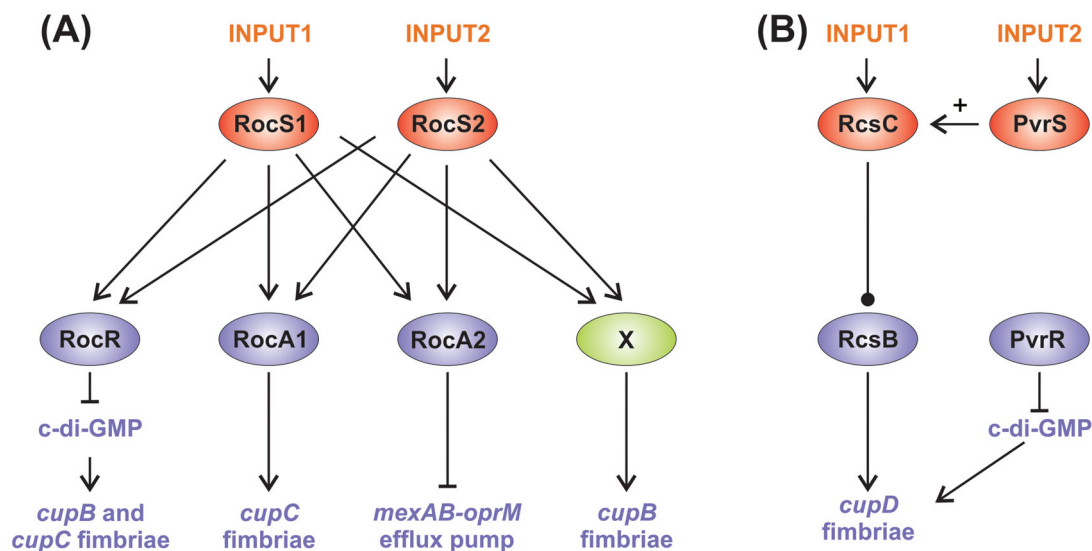 (A)
INPUT1
INPUT2
RocS1
RocS2
RocR
RocA1
RocA2
X
c-di-GMP
cupB and
cupC fimbriae
cupC
fimbriae
mexAB-oprM
efflux pump
cupB
fimbriae
(B)
INPUT1
INPUT2
RcsC
+
PvrS
RcsB
PvrR
c-di-GMP
cupD
fimbriae